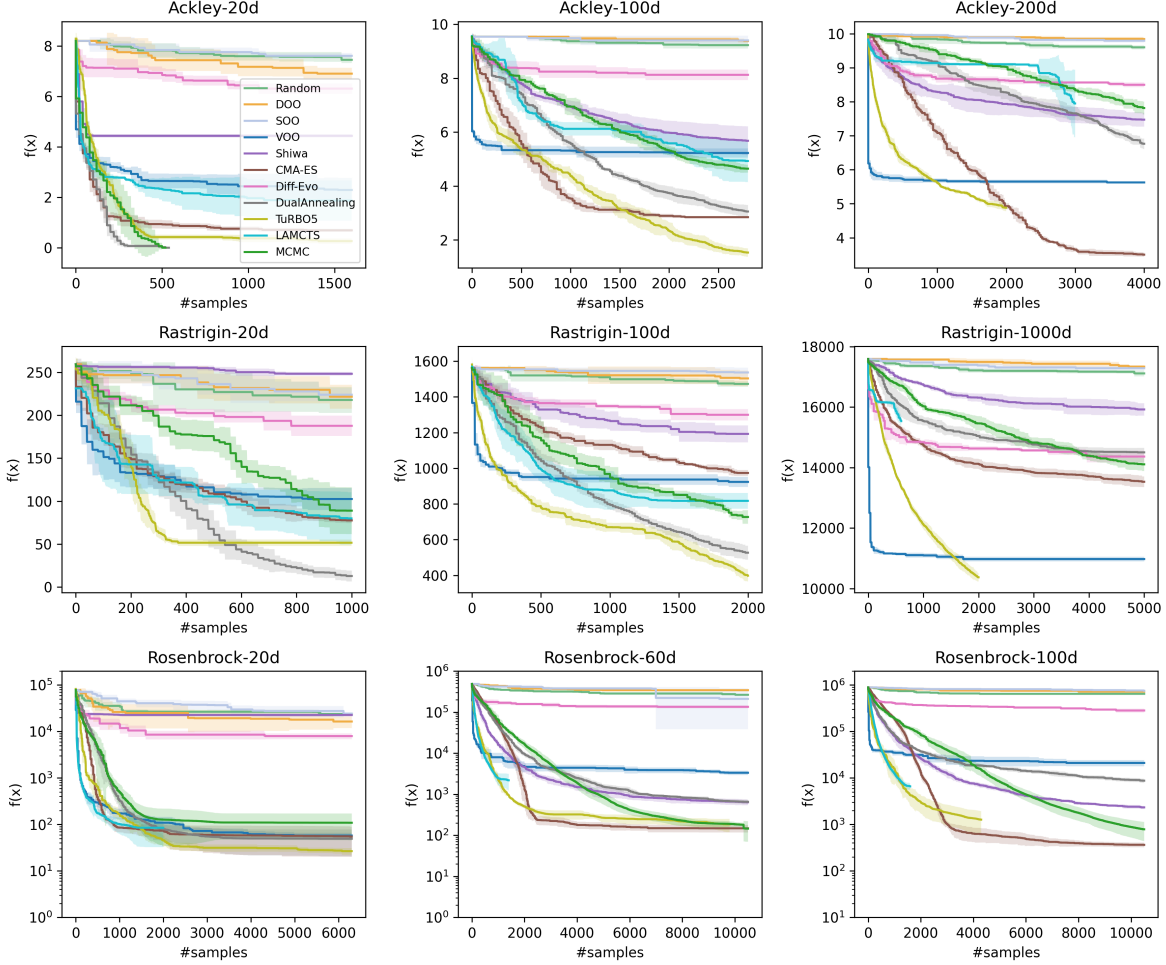 Ackley-20d
f(x)
8
6
4
2
0
0 500 1000 1500
#samples
Random
DOO
SOO
VOO
Shiwa
CMA-ES
Diff-Evo
DualAnnealing
TuRBO5
LAMCTS
MCMC
Ackley-100d
f(x)
10
8
6
4
2
0 500 1000 1500 2000 2500
#samples
Ackley-200d
f(x)
10
9
8
7
6
5
4
0 1000 2000 3000 4000
#samples
Rastrigin-20d
f(x)
250
200
150
100
50
0
0 200 400 600 800 1000
#samples
Rastrigin-100d
f(x)
1600
1400
1200
1000
800
600
400
0 500 1000 1500 2000
#samples
Rastrigin-1000d
f(x)
18000
16000
14000
12000
10000
0 1000 2000 3000 4000 5000
#samples
Rosenbrock-20d
f(x)
10⁵
10⁴
10³
10²
10¹
10⁰
0 1000 2000 3000 4000 5000 6000
#samples
Rosenbrock-60d
f(x)
10⁶
10⁵
10⁴
10³
10²
10¹
10⁰
0 2000 4000 6000 8000 10000
#samples
Rosenbrock-100d
f(x)
10⁶
10⁵
10⁴
10³
10²
10¹
0 2000 4000 6000 8000 10000
#samples